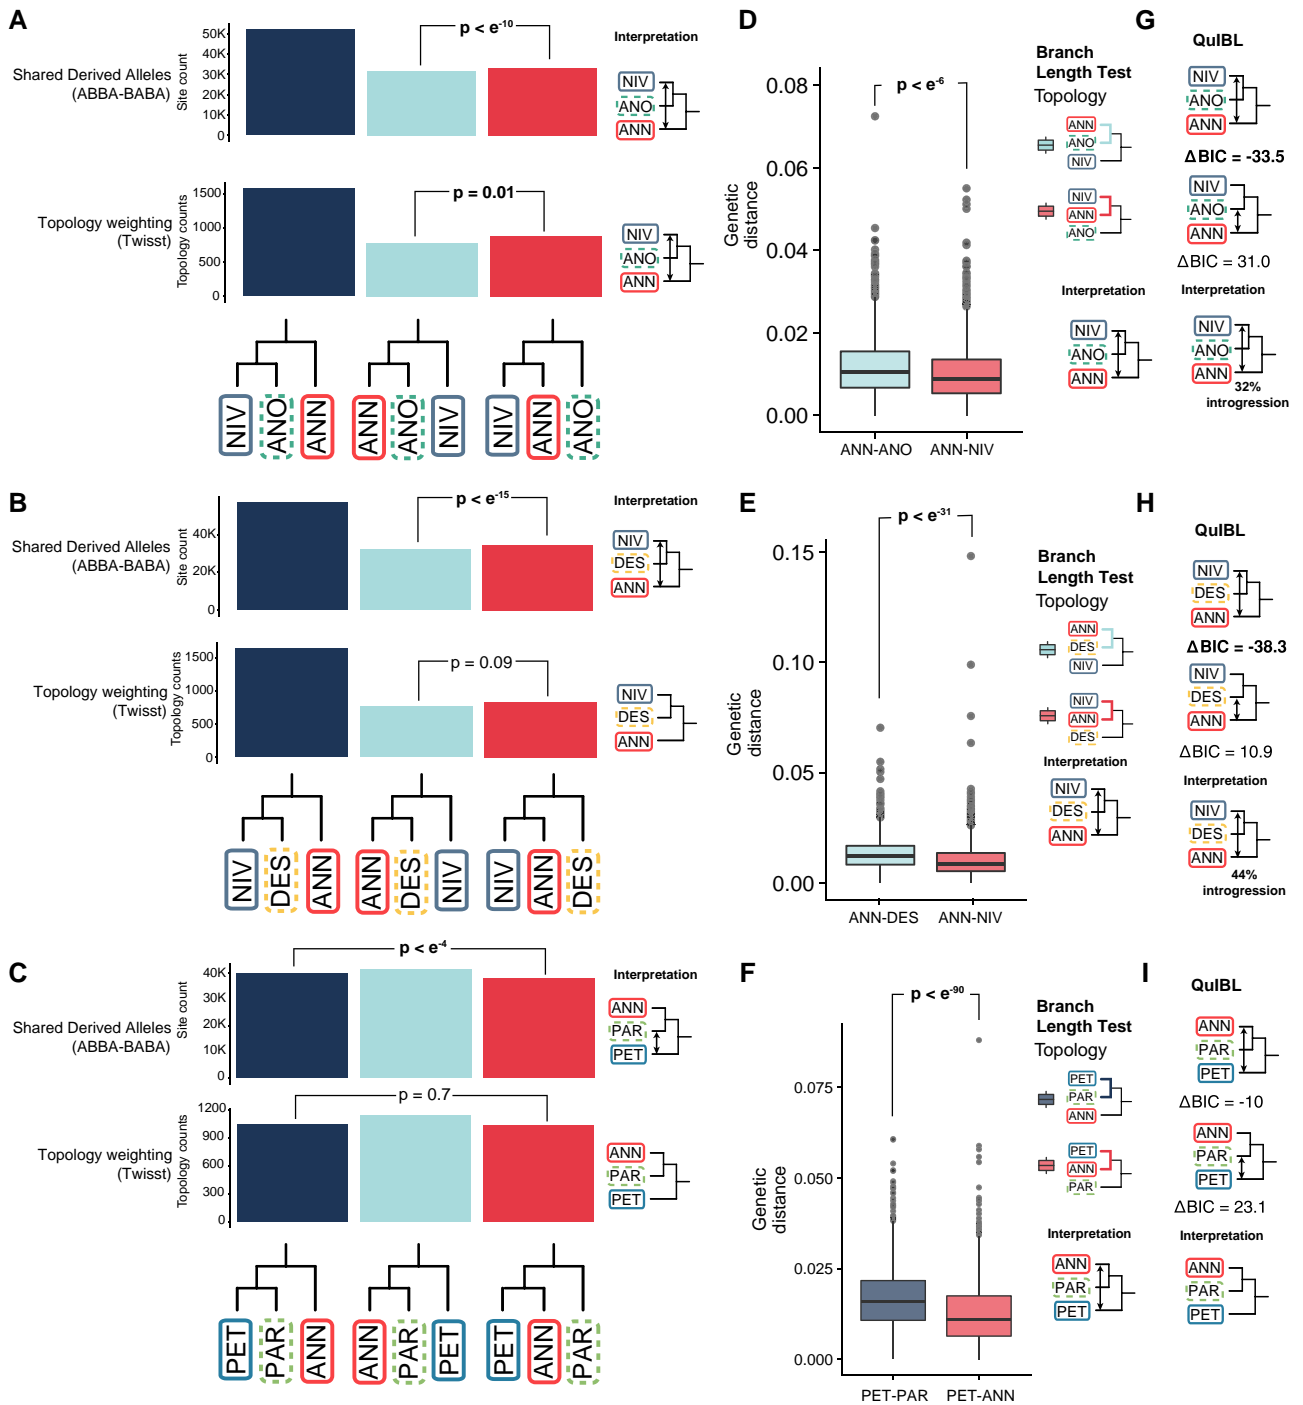 A
Shared Derived Alleles
(ABBA-BABA)
Site count
50K
40K
30K
20K
10K
0
p < e-10
Interpretation
NIV
ANO
ANN
Topology weighting
(Twisst)
Topology counts
1500
1000
500
0
p = 0.01
NIV
ANO
ANN
NIV ANO ANN ANN ANO NIV NIV ANN ANO
B
Shared Derived Alleles
(ABBA-BABA)
Site count
40K
20K
0
p < e-15
Interpretation
NIV
DES
ANN
Topology weighting
(Twisst)
Topology counts
1500
1000
500
0
p = 0.09
NIV
DES
ANN
NIV DES ANN ANN DES NIV NIV ANN DES
C
Shared Derived Alleles
(ABBA-BABA)
Site count
40K
30K
20K
10K
0
p < e-4
Interpretation
ANN
PAR
PET
Topology weighting
(Twisst)
Topology counts
1200
900
600
300
0
p = 0.7
ANN
PAR
PET
PET PAR ANN ANN PAR PET PET ANN PAR
D
Genetic
distance
0.08
0.06
0.04
0.02
0.00
p < e-6
ANN-ANO ANN-NIV
Branch
Length Test
Topology
ANN
ANO
NIV
NIV
ANN
ANO
Interpretation
NIV
ANO
ANN
E
Genetic
distance
0.15
0.10
0.05
0.00
p < e-31
ANN-DES ANN-NIV
Branch
Length Test
Topology
ANN
DES
NIV
NIV
ANN
DES
Interpretation
NIV
DES
ANN
F
Genetic
distance
0.075
0.050
0.025
0.000
p < e-90
PET-PAR PET-ANN
Branch
Length Test
Topology
PET
PAR
ANN
PET
ANN
PAR
Interpretation
ANN
PAR
PET
G
QuIBL
NIV
ANO
ANN
ΔBIC = -33.5
NIV
ANO
ANN
ΔBIC = 31.0
Interpretation
NIV
ANO
ANN
32%
introgression
H
QuIBL
NIV
DES
ANN
ΔBIC = -38.3
NIV
DES
ANN
ΔBIC = 10.9
Interpretation
NIV
DES
ANN
44%
introgression
I
QuIBL
ANN
PAR
PET
ΔBIC = -10
ANN
PAR
PET
ΔBIC = 23.1
Interpretation
ANN
PAR
PET